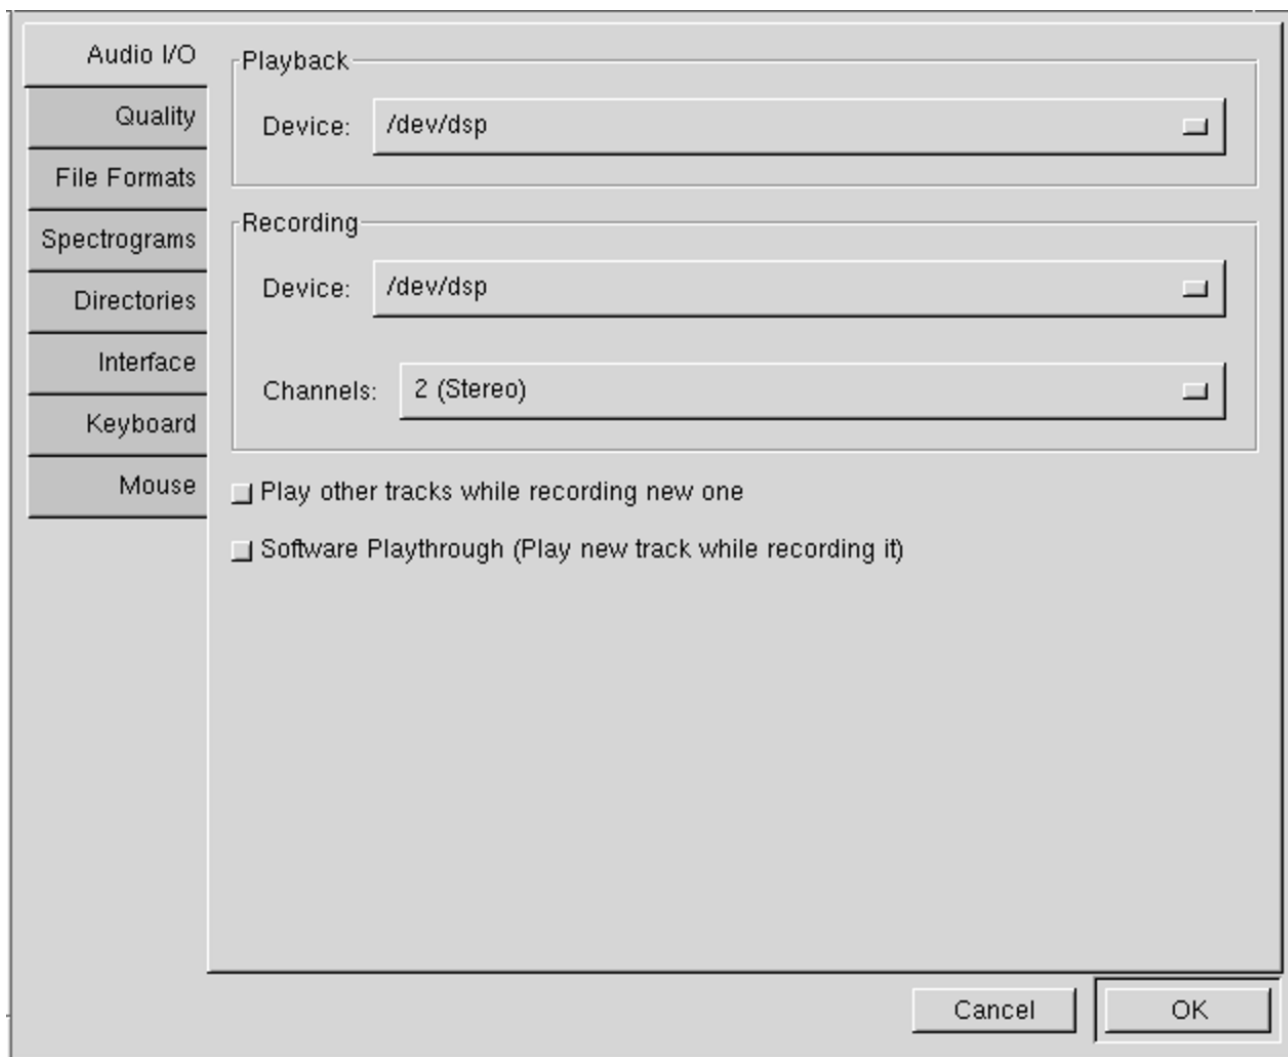 Audio I/O
Quality
File Formats
Spectrograms
Directories
Interface
Keyboard
Mouse
Playback
Device: /dev/dsp
Recording
Device: /dev/dsp
Channels: 2 (Stereo)
Play other tracks while recording new one
Software Playthrough (Play new track while recording it)
Cancel OK